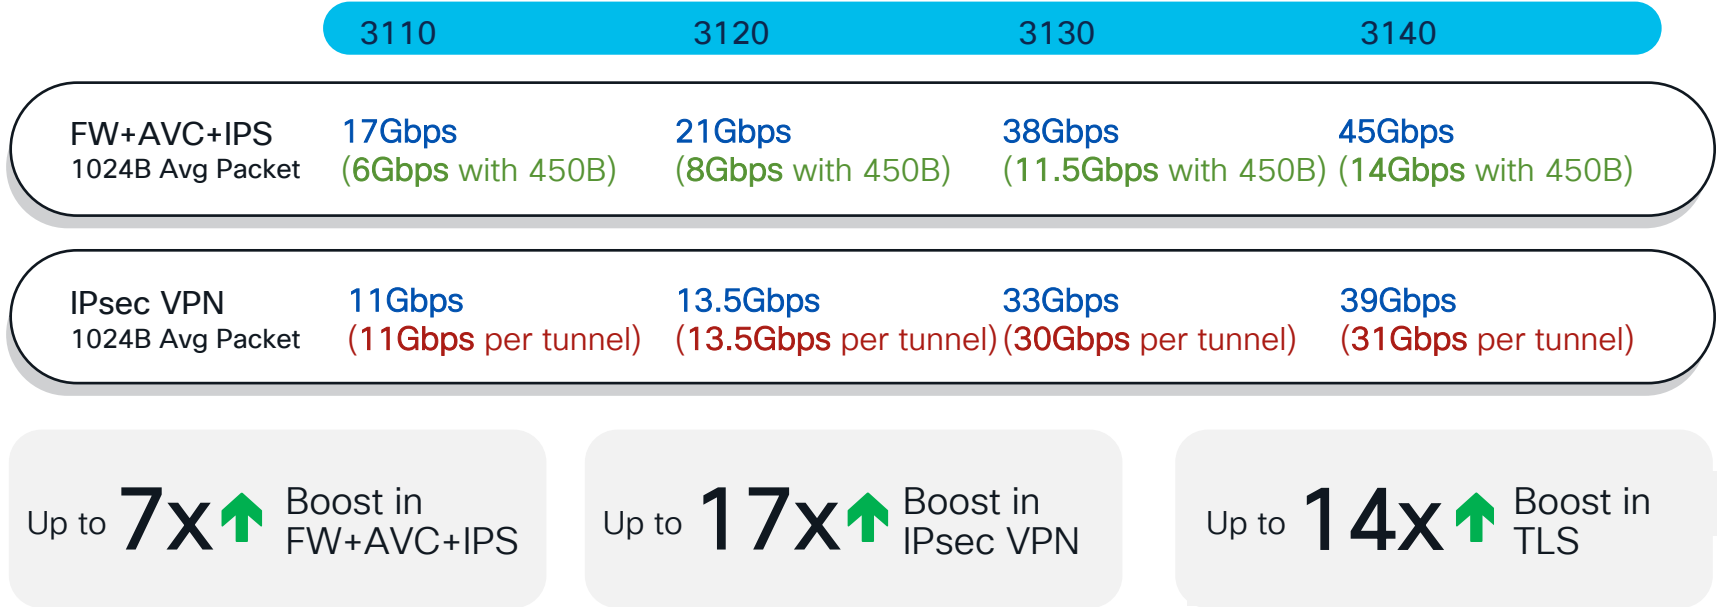 3110 3120 3130 3140
FW+AVC+IPS 17Gbps 21Gbps 38Gbps 45Gbps
1024B Avg Packet (6Gbps with 450B) (8Gbps with 450B) (11.5Gbps with 450B) (14Gbps with 450B)
IPsec VPN 11Gbps 13.5Gbps 33Gbps 39Gbps
1024B Avg Packet (11Gbps per tunnel) (13.5Gbps per tunnel) (30Gbps per tunnel) (31Gbps per tunnel)
Up to 7x Boost in
FW+AVC+IPS
Up to 17x Boost in
IPsec VPN
Up to 14x Boost in
TLS